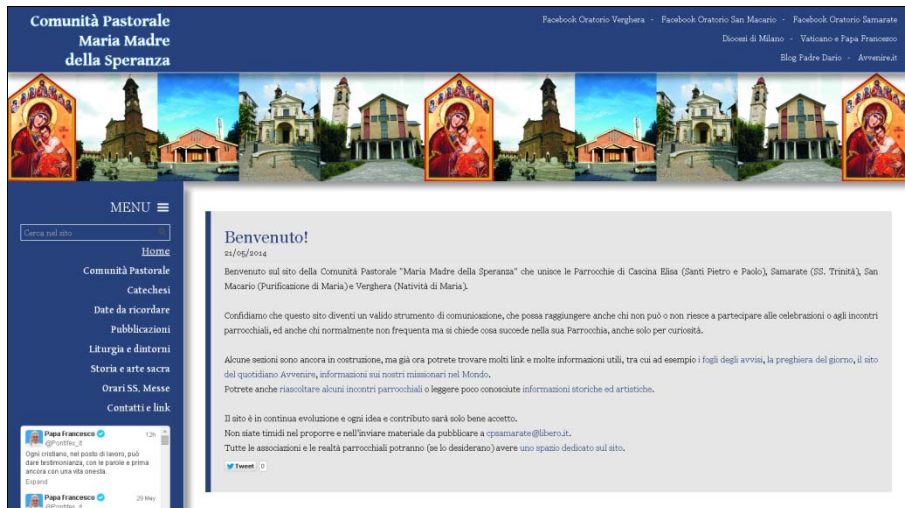 Comunità Pastorale
Maria Madre
della Speranza
Facebook Oratorio Verghera - Facebook Oratorio San Macario - Facebook Oratorio Samarate
Diocesi di Milano - Vaticano e Papa Francesco
Blog Padre Dario - Avvenire.it
MENU
Cerca nel sito
Home
Comunità Pastorale
Catechesi
Date da ricordare
Pubblicazioni
Liturgia e dintorni
Storia e arte sacra
Orari SS. Messe
Contatti e link
Papa Francesco 12h
@Pontifex_it
Ogni cristiano, nel posto di lavoro, può
dare testimonianza, con le parole e prima
ancora con una vita onesta.
Expand
Papa Francesco 29 May
@Pontifex_it
Benvenuto!
21/05/2014
Benvenuto sul sito della Comunità Pastorale "Maria Madre della Speranza" che unisce le Parrocchie di Cascina Elisa (Santi Pietro e Paolo), Samarate (SS. Trinità), San
Macario (Purificazione di Maria) e Verghera (Natività di Maria).
Confidiamo che questo sito diventi un valido strumento di comunicazione, che possa raggiungere anche chi non può o non riesce a partecipare alle celebrazioni o agli incontri
parrocchiali, ed anche chi normalmente non frequenta ma si chiede cosa succede nella sua Parrocchia, anche solo per curiosità.
Alcune sezioni sono ancora in costruzione, ma già ora potrete trovare molti link e molte informazioni utili, tra cui ad esempio i fogli degli avvisi, la preghiera del giorno, il sito
del quotidiano Avvenire, informazioni sui nostri missionari nel Mondo.
Potrete anche riascoltare alcuni incontri parrocchiali o leggere poco conosciute informazioni storiche ed artistiche.
Il sito è in continua evoluzione e ogni idea e contributo sarà solo bene accetto.
Non siate timidi nel proporre e nell'inviare materiale da pubblicare a cpsamarate@libero.it.
Tutte le associazioni e le realtà parrocchiali potranno (se lo desiderano) avere uno spazio dedicato sul sito.
Tweet 0